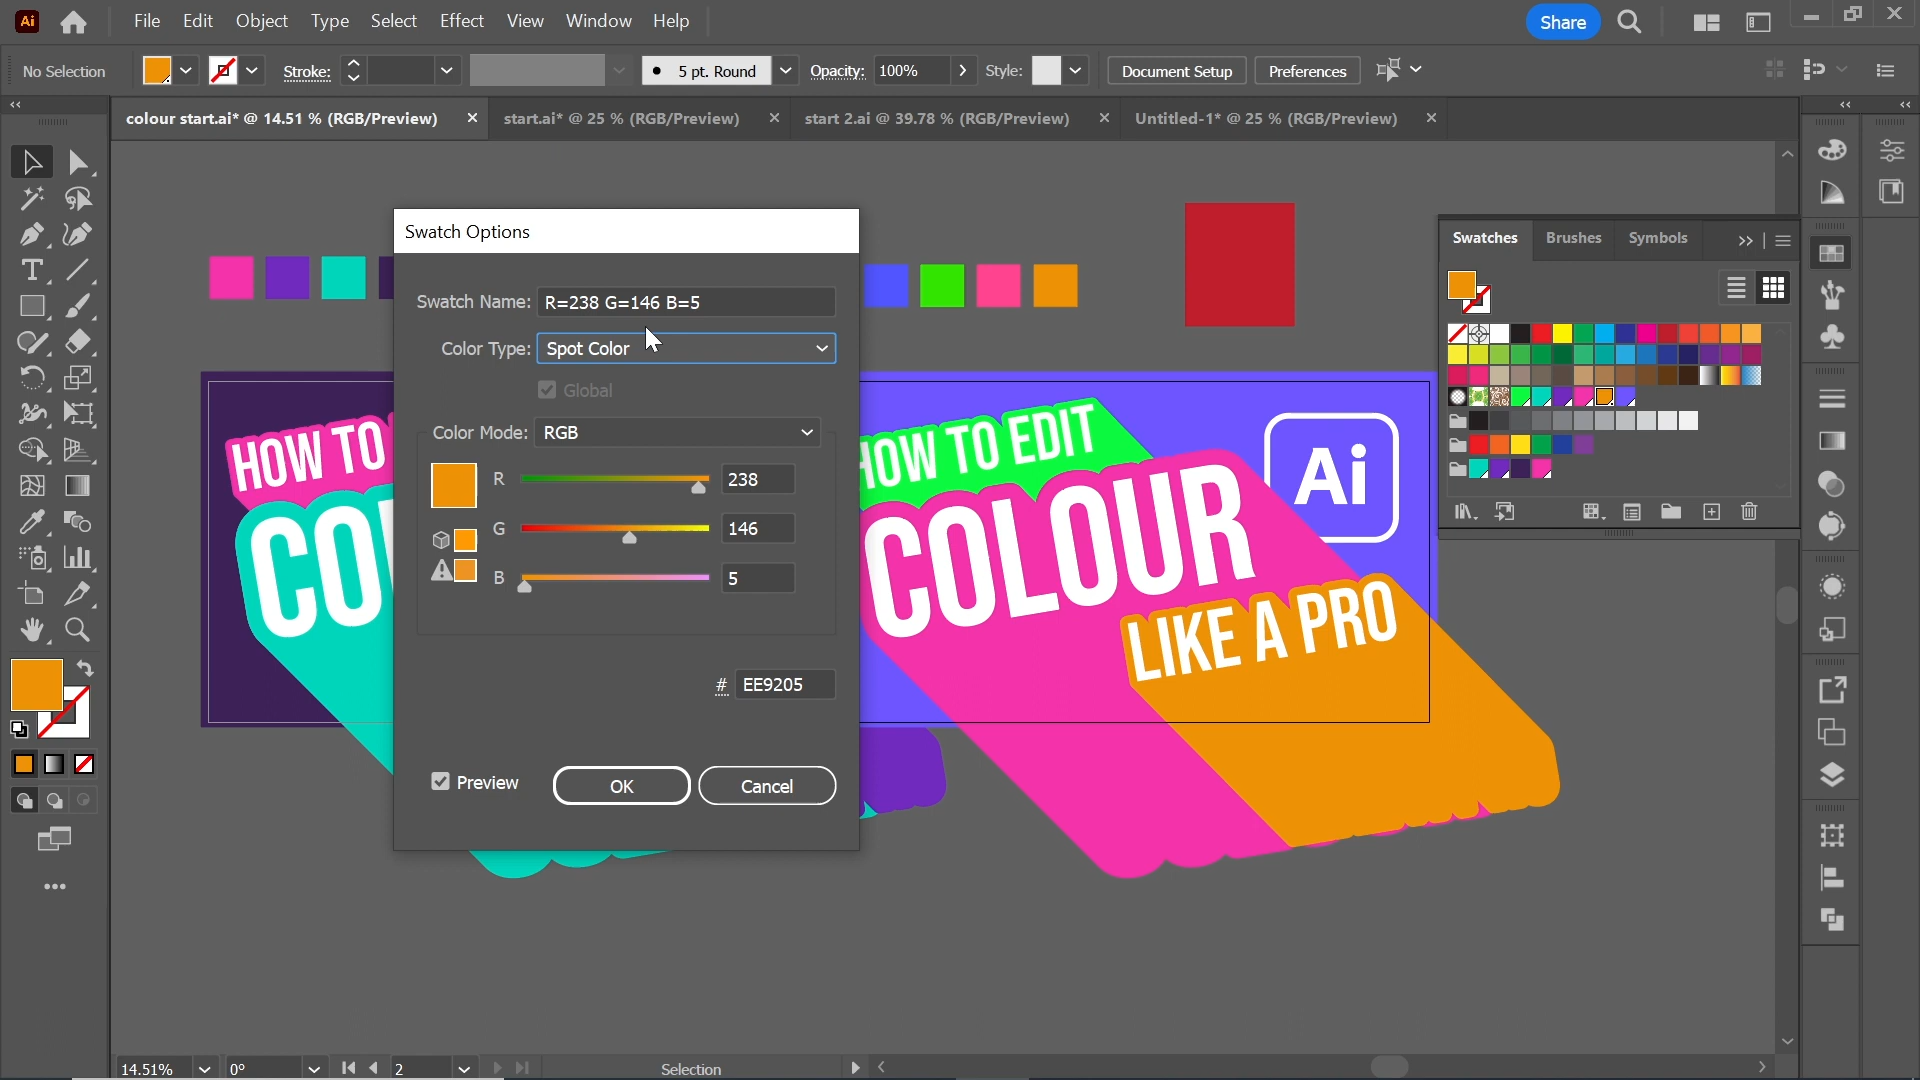 Ai File Edit Object Type Select Effect View Window Help Share
No Selection Stroke: 5 pt. Round Opacity: 100% Style: Document Setup Preferences
colour start.ai* @ 14.51 % (RGB/Preview) start.ai* @ 25 % (RGB/Preview) start 2.ai @ 39.78 % (RGB/Preview) Untitled-1* @ 25 % (RGB/Preview)
Swatch Options
Swatch Name: R=238 G=146 B=5
Color Type: Spot Color
Global
Color Mode: RGB
R 238
G 146
B 5
# EE9205
Preview OK Cancel
HOW TO
CO
HOW TO EDIT
COLOUR
LIKE A PRO
Ai
Swatches Brushes Symbols
14.51% 0° 2 Selection